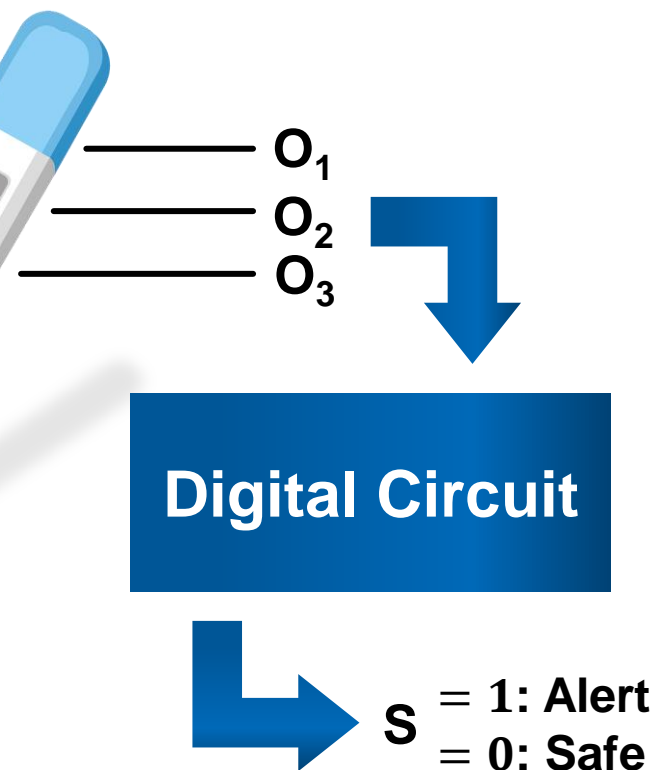 O₁
O₂
O₃
Digital Circuit
S = 1: Alert
= 0: Safe